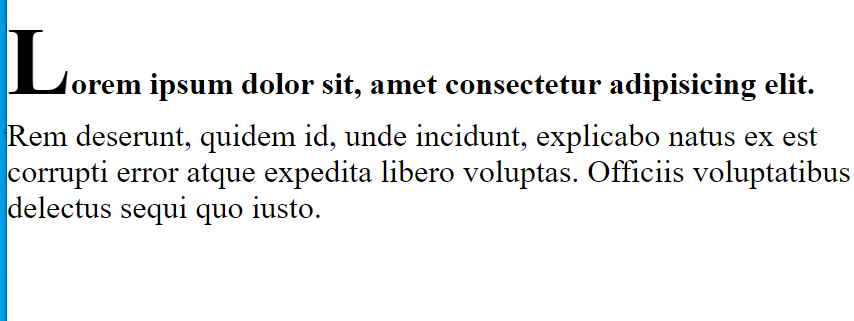 Lorem ipsum dolor sit, amet consectetur adipisicing elit.
Rem deserunt, quidem id, unde incidunt, explicabo natus ex est
corrupti error atque expedita libero voluptas. Officiis voluptatibus
delectus sequi quo iusto.